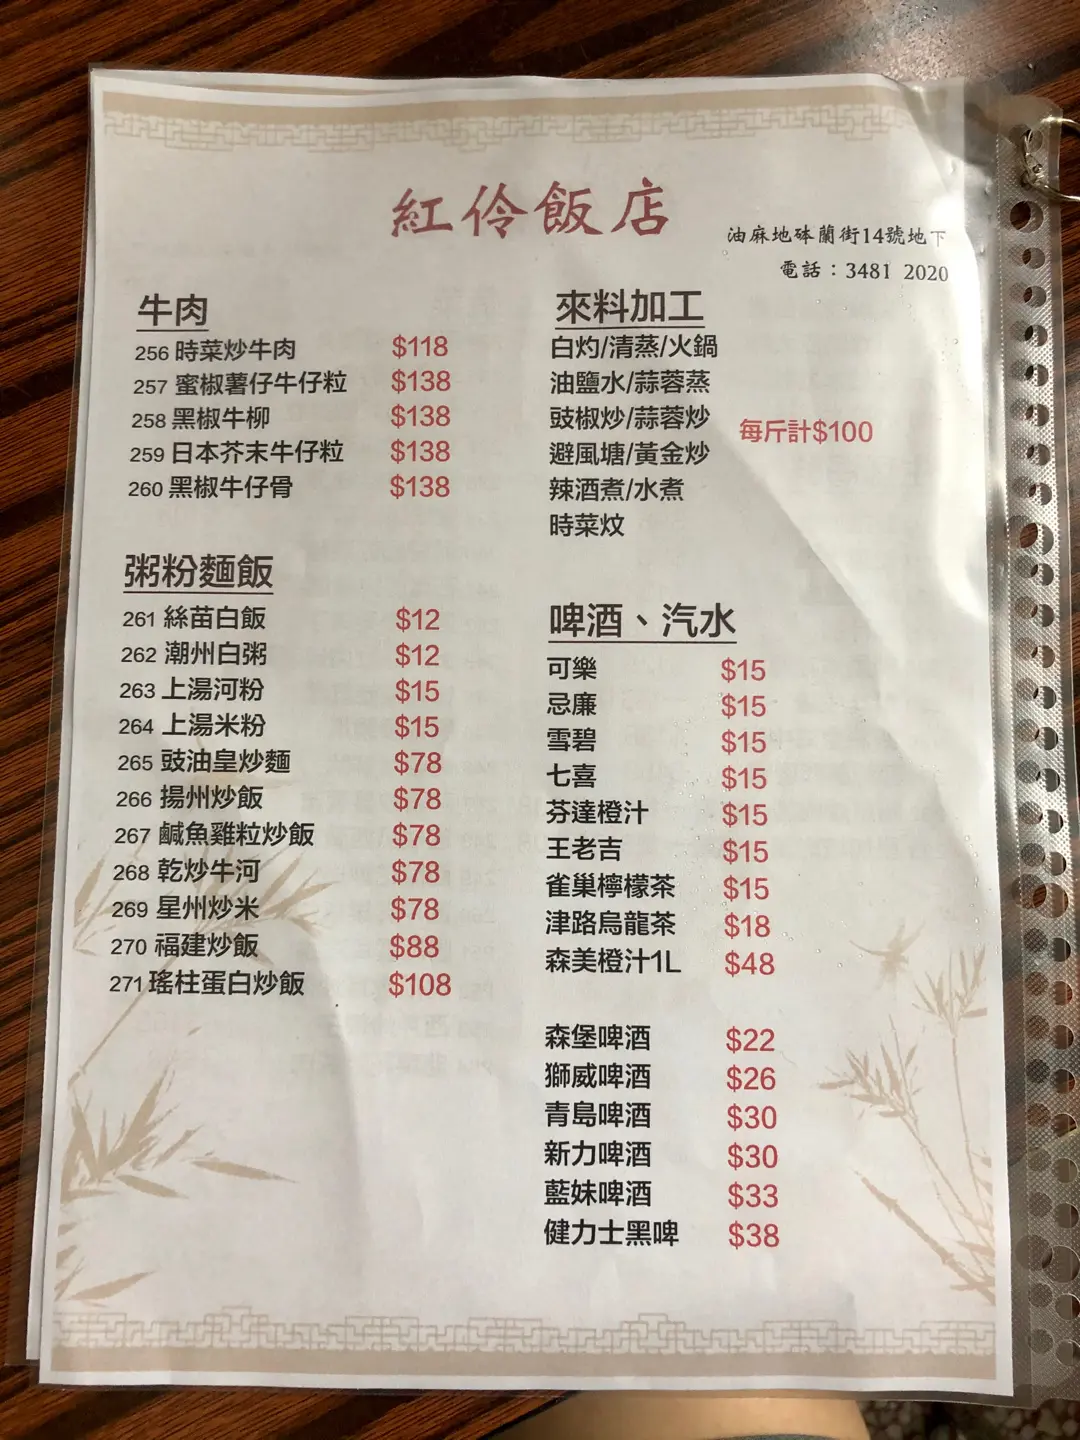 紅伶飯店
油麻地砵蘭街14號地下
電話：3481 2020
牛肉
256 時菜炒牛肉 $118
257 蜜椒薯仔牛仔粒 $138
258 黑椒牛柳 $138
259 日本芥末牛仔粒 $138
260 黑椒牛仔骨 $138
粥粉麵飯
261 絲苗白飯 $12
262 潮州白粥 $12
263 上湯河粉 $15
264 上湯米粉 $15
265 豉油皇炒麵 $78
266 揚州炒飯 $78
267 鹹魚雞粒炒飯 $78
268 乾炒牛河 $78
269 星州炒米 $78
270 福建炒飯 $88
271 瑤柱蛋白炒飯 $108
來料加工
白灼/清蒸/火鍋
油鹽水/蒜蓉蒸
豉椒炒/蒜蓉炒
每斤計$100
避風塘/黃金炒
辣酒煮/水煮
時菜炆
啤酒、汽水
可樂 $15
忌廉 $15
雪碧 $15
七喜 $15
芬達橙汁 $15
王老吉 $15
雀巢檸檬茶 $15
津路烏龍茶 $18
森美橙汁1L $48
森堡啤酒 $22
獅威啤酒 $26
青島啤酒 $30
新力啤酒 $30
藍妹啤酒 $33
健力士黑啤 $38